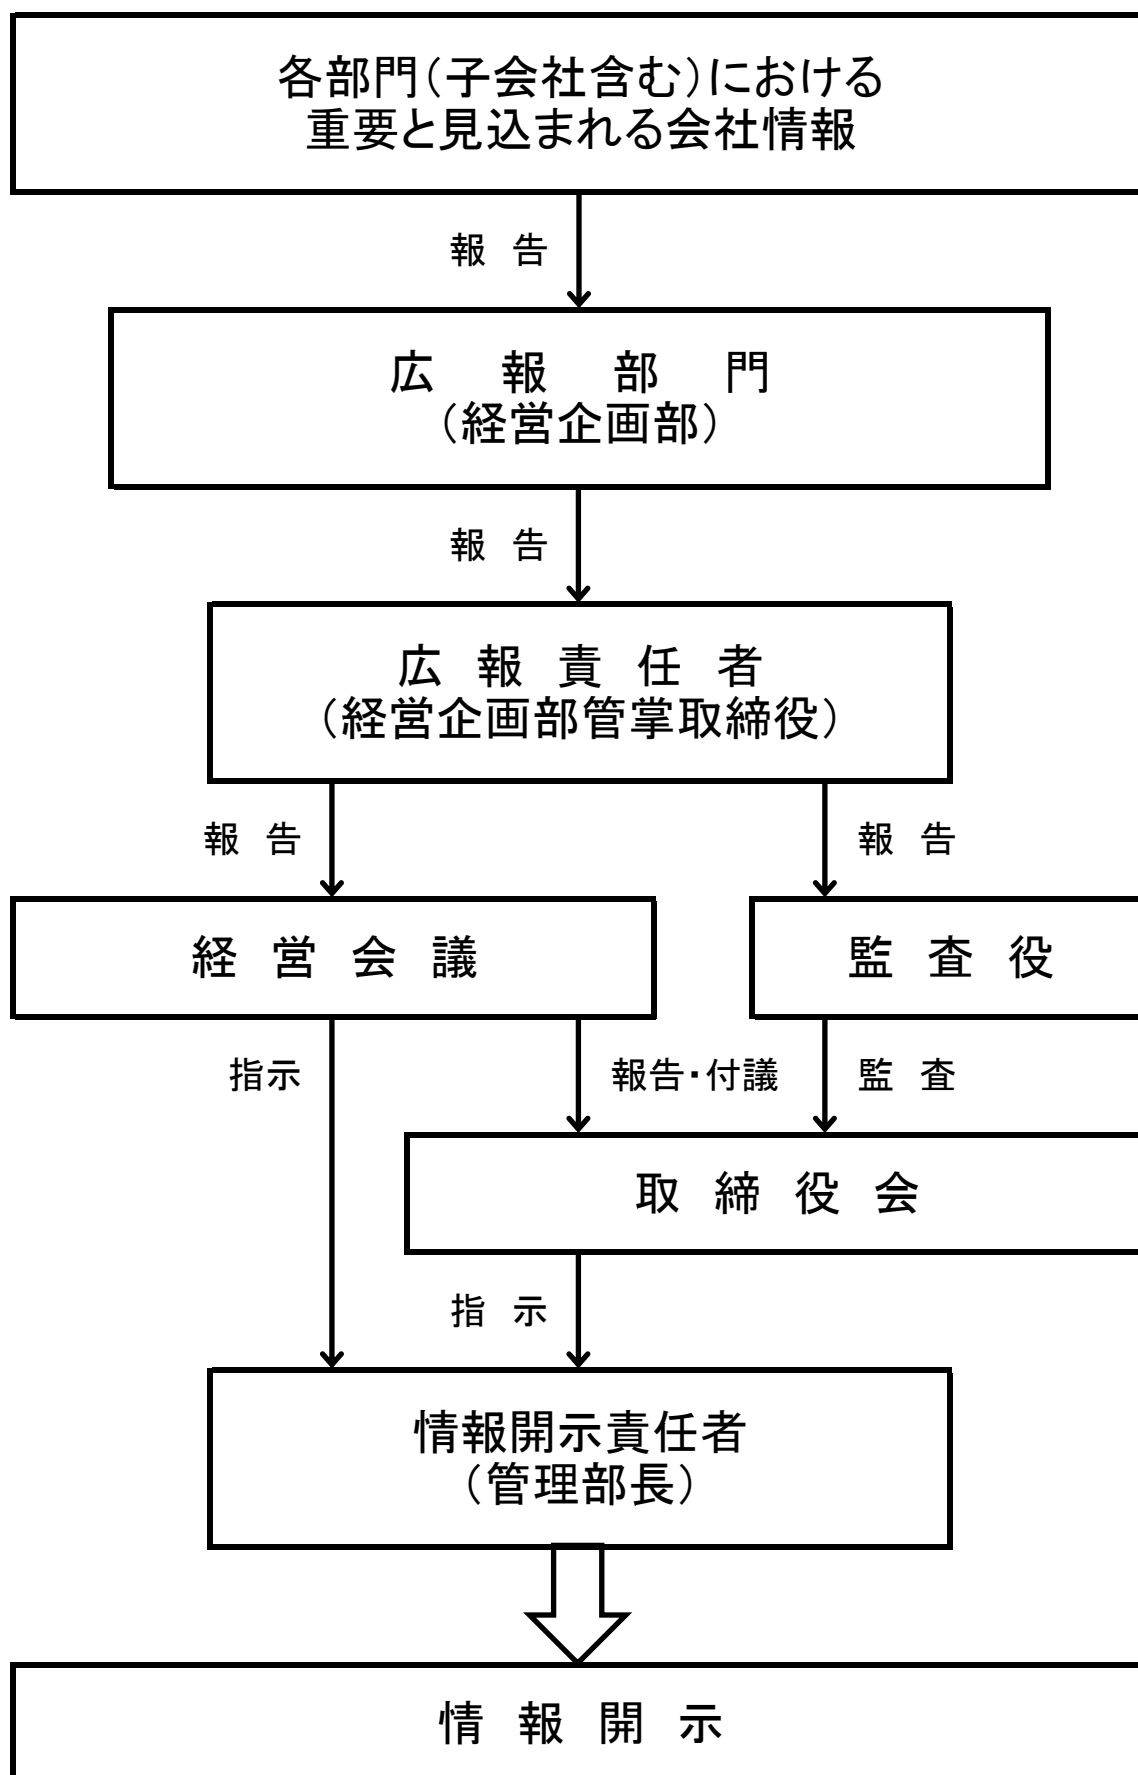 各部門（子会社含む）における
重要と見込まれる会社情報
報 告
広 報 部 門
（経営企画部）
報 告
広 報 責 任 者
（経営企画部管掌取締役）
報 告
報 告
経 営 会 議
監 査 役
指示
報告・付議
監 査
取 締 役 会
指 示
情報開示責任者
（管理部長）
情 報 開 示